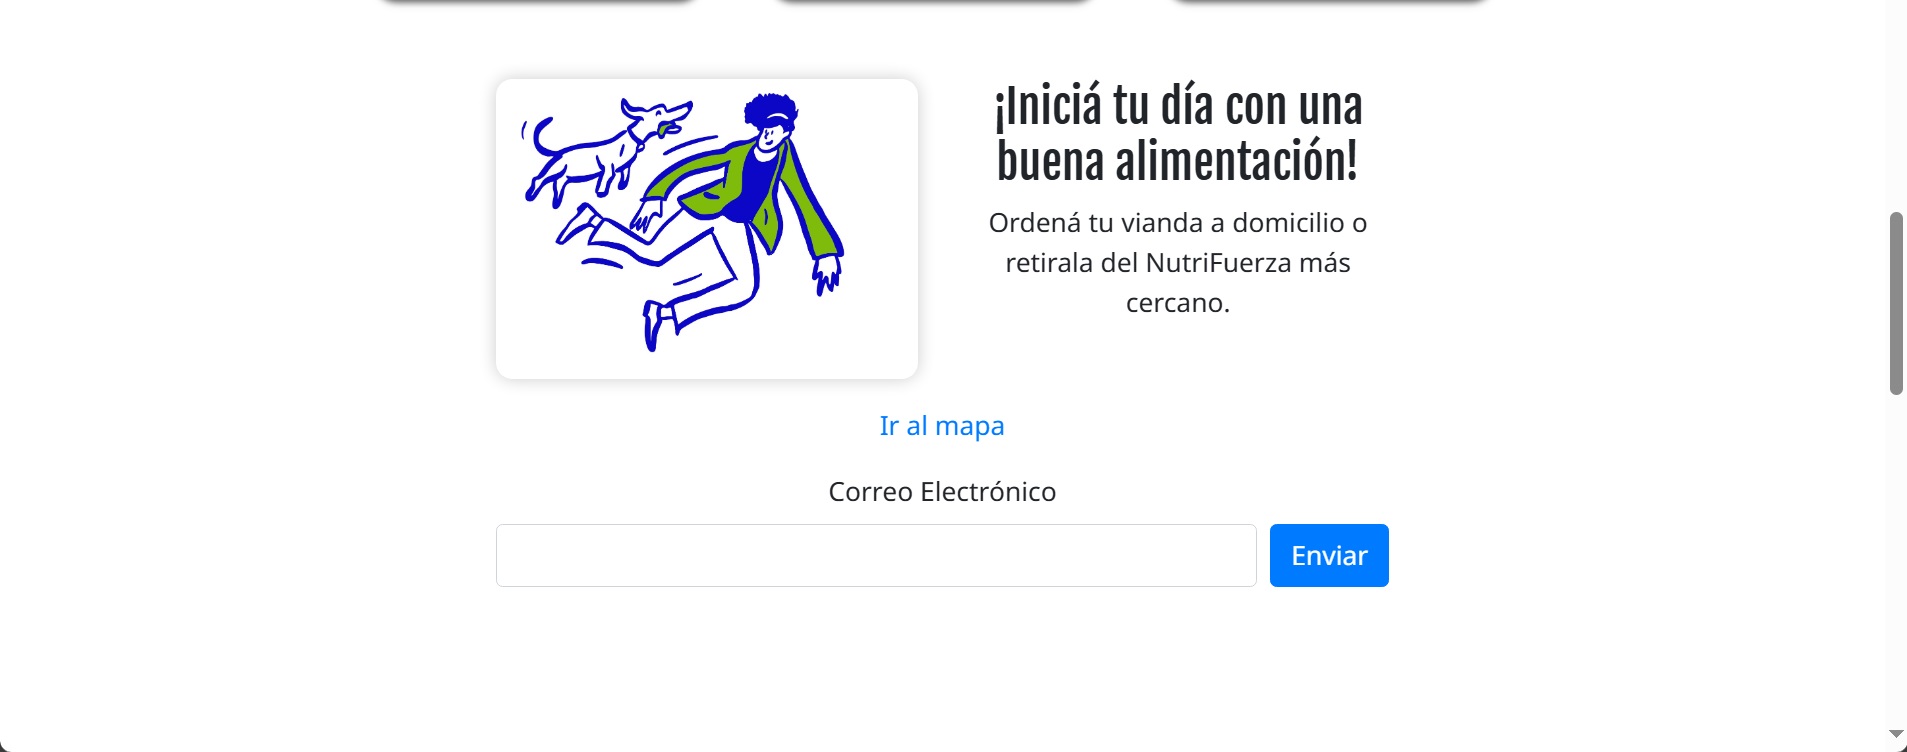 ¡Iniciá tu día con una
buena alimentación!
Ordená tu vianda a domicilio o
retirala del NutriFuerza más
cercano.
Ir al mapa
Correo Electrónico
Enviar